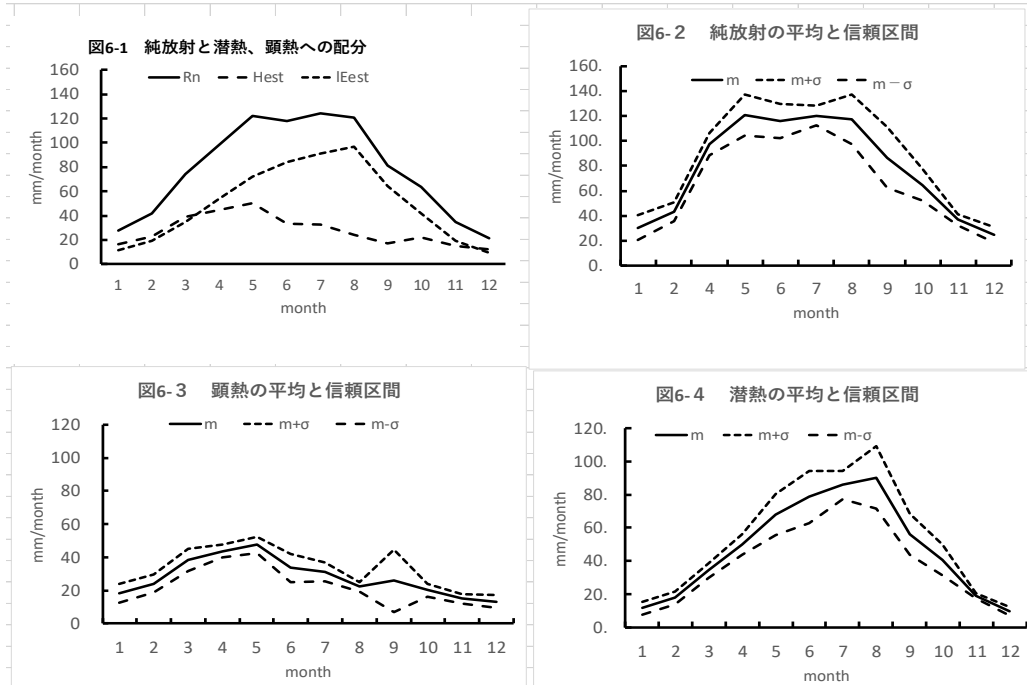 図6-1 純放射と潜熱、顕熱への配分
Rn Hest lEest
160
140
120
100
80
60
40
20
0
mm/month
1 2 3 4 5 6 7 8 9 10 11 12
month
図6-２ 純放射の平均と信頼区間
m m+σ m－σ
160.
140.
120.
100.
80.
60.
40.
20.
0.
mm/month
1 2 4 5 6 7 8 9 10 11 12
month
図6-３ 顕熱の平均と信頼区間
m m+σ m-σ
120
100
80
60
40
20
0
mm/month
1 2 3 4 5 6 7 8 9 10 11 12
month
図6-４ 潜熱の平均と信頼区間
m m+σ m-σ
120.
100.
80.
60.
40.
20.
0.
mm/month
1 2 3 4 5 6 7 8 9 10 11 12
month